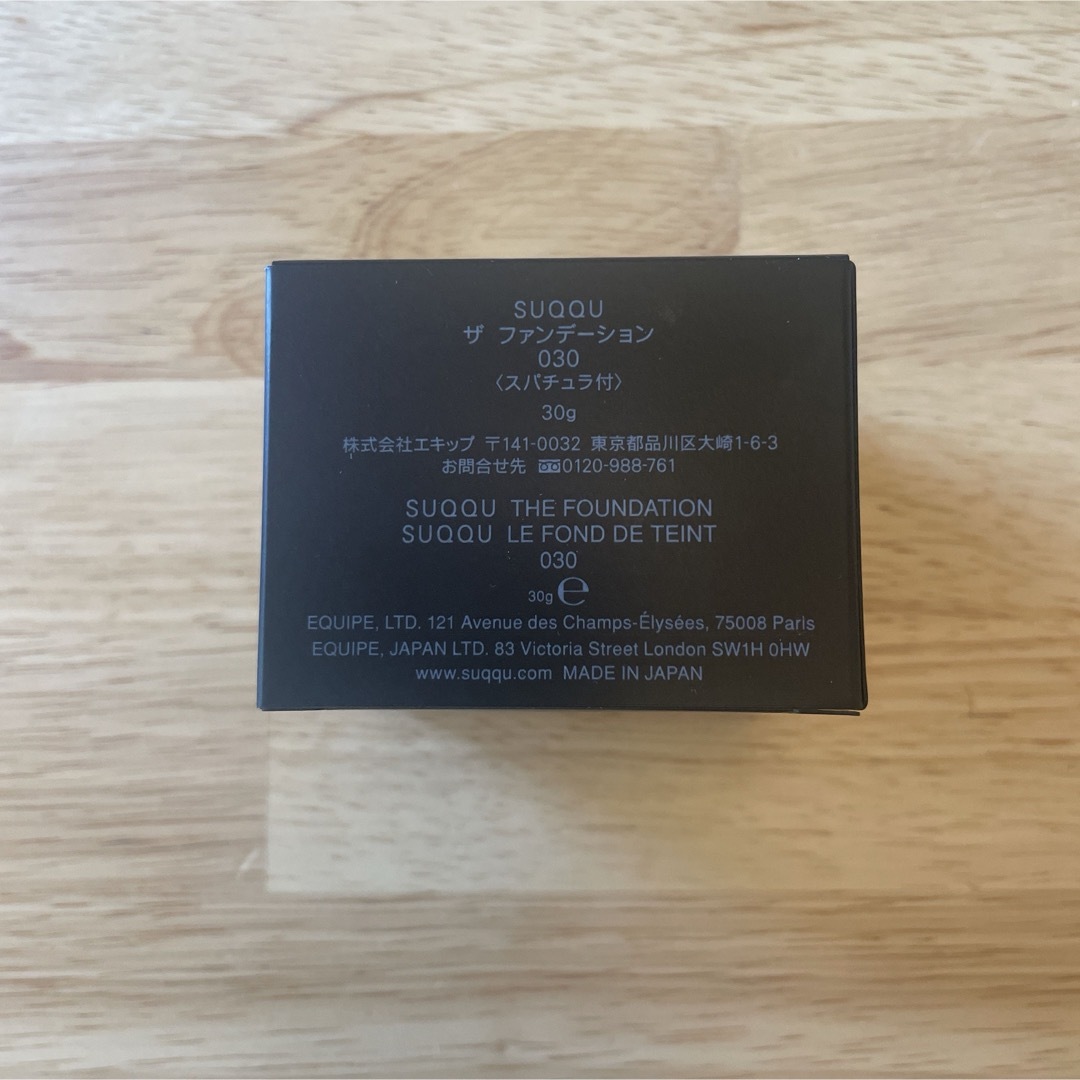 SUQQU
ザ ファンデーション
030
〈スパチュラ付〉
30g
株式会社エキップ 〒141-0032 東京都品川区大崎1-6-3
お問合せ先 0120-988-761
SUQQU THE FOUNDATION
SUQQU LE FOND DE TEINT
030
30g ℮
EQUIPE, LTD. 121 Avenue des Champs-Élysées, 75008 Paris
EQUIPE, JAPAN LTD. 83 Victoria Street London SW1H 0HW
www.suqqu.com MADE IN JAPAN